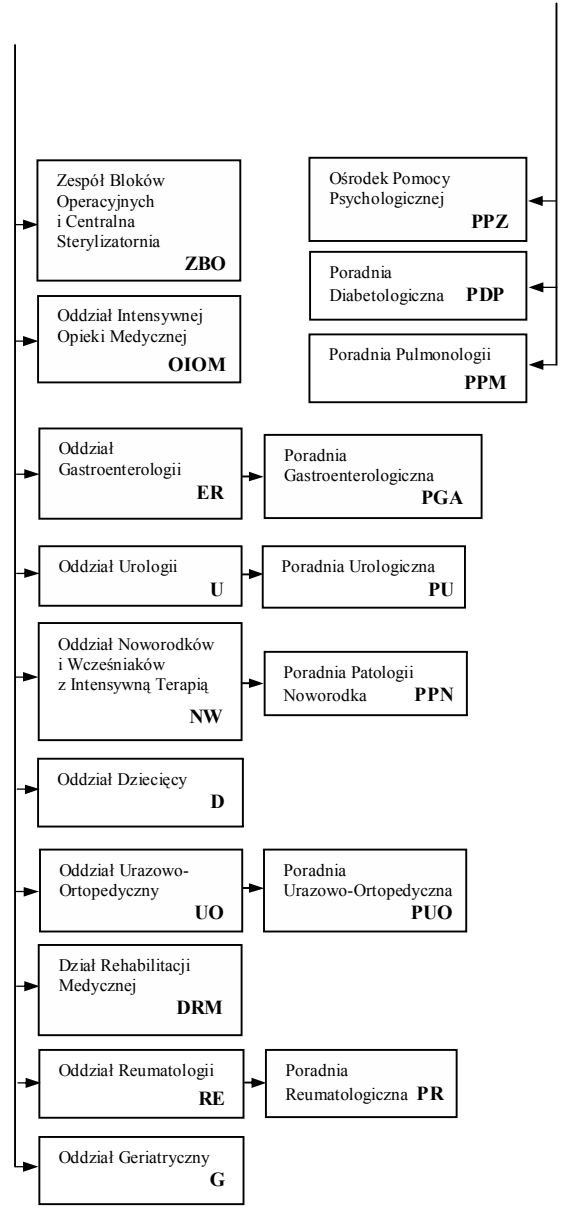 Zespół Bloków
Operacyjnych
i Centralna
Sterylizatornia
ZBO
Ośrodek Pomocy
Psychologicznej
PPZ
Poradnia
Diabetologiczna PDP
Oddział Intensywnej
Opieki Medycznej
OIOM
Poradnia Pulmonologii
PPM
Oddział
Gastroenterologii
ER
Poradnia
Gastroenterologiczna
PGA
Oddział Urologii
U
Poradnia Urologiczna
PU
Oddział Noworodków
i Wcześniaków
z Intensywną Terapią
NW
Poradnia Patologii
Noworodka PPN
Oddział Dziecięcy
D
Oddział Urazowo-
Ortopedyczny
UO
Poradnia
Urazowo-Ortopedyczna
PUO
Dział Rehabilitacji
Medycznej
DRM
Oddział Reumatologii
RE
Poradnia
Reumatologiczna PR
Oddział Geriatryczny
G